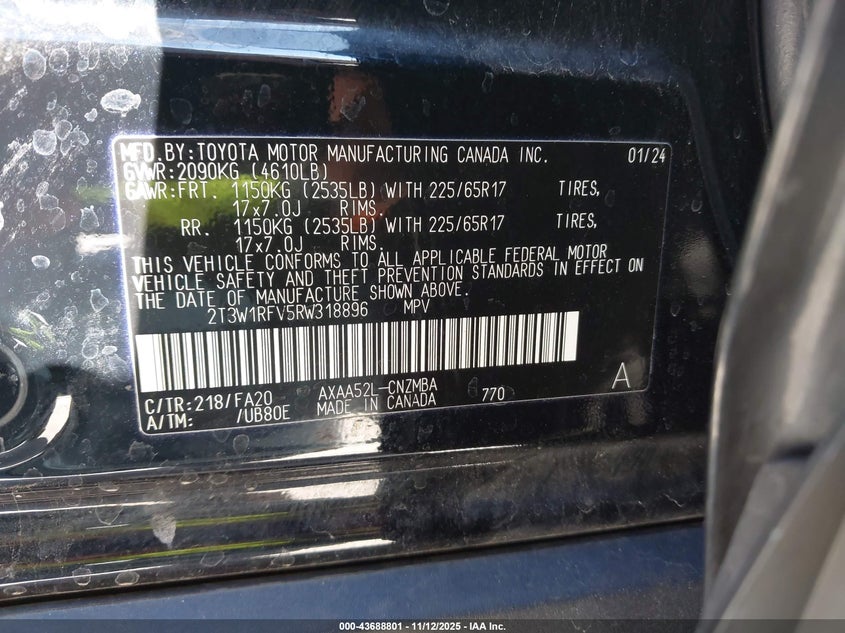 MFD.BY:TOYOTA MOTOR MANUFACTURING CANADA INC. 01/24
GVWR:2090KG (4610LB)
GAWR:FRT. 1150KG (2535LB) WITH 225/65R17 TIRES,
17x7.0J RIMS.
RR. 1150KG (2535LB) WITH 225/65R17 TIRES,
17x7.0J RIMS.
THIS VEHICLE CONFORMS TO ALL APPLICABLE FEDERAL MOTOR
VEHICLE SAFETY AND THEFT PREVENTION STANDARDS IN EFFECT ON
THE DATE OF MANUFACTURE SHOWN ABOVE.
2T3W1RFV5RW318896 MPV
C/TR:218/FA20 AXAA52L-CNZMBA 6 770 A
A/TM: /UB80E MADE IN CANADA
000-43688801 - 11/12/2025 - IAA Inc.